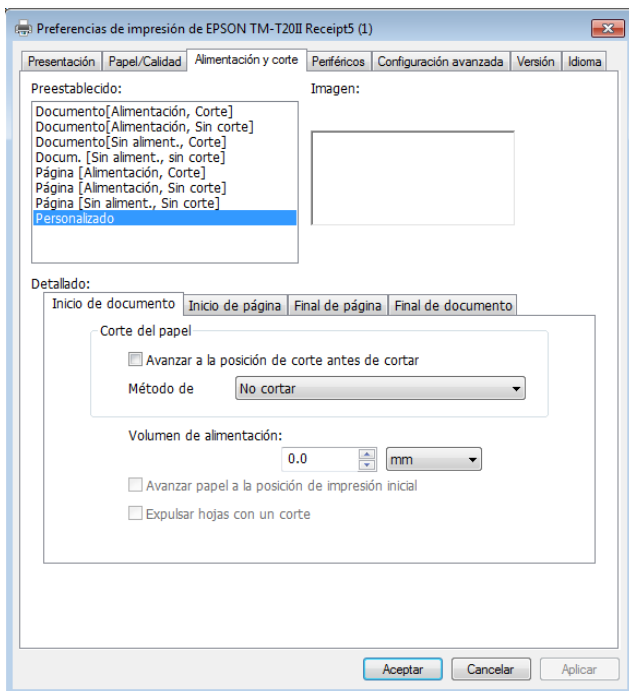 Preferencias de impresión de EPSON TM-T20II Receipt5 (1)
Presentación Papel/Calidad Alimentación y corte Periféricos Configuración avanzada Versión Idioma
Preestablecido: Imagen:
Documento[Alimentación, Corte]
Documento[Alimentación, Sin corte]
Documento[Sin aliment., Corte]
Docum. [Sin aliment., sin Corte]
Página [Alimentación, Corte]
Página [Alimentación, Sin corte]
Página [Sin aliment., Sin corte]
Personalizado
Detallado:
Inicio de documento Inicio de página Final de página Final de documento
Corte del papel
Avanzar a la posición de corte antes de cortar
Método de No cortar
Volumen de alimentación:
0.0 mm
Avanzar papel a la posición de impresión inicial
Expulsar hojas con un corte
Aceptar Cancelar Aplicar